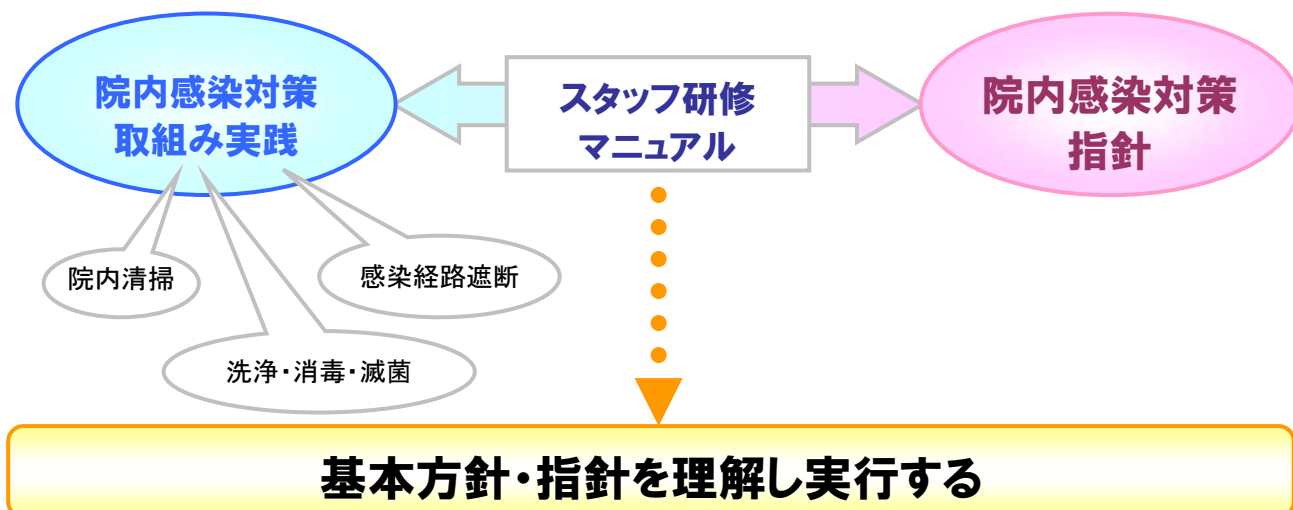 院内感染対策
取組み実践
スタッフ研修
マニュアル
院内感染対策
指針
院内清掃
感染経路遮断
洗浄・消毒・滅菌
基本方針・指針を理解し実行する